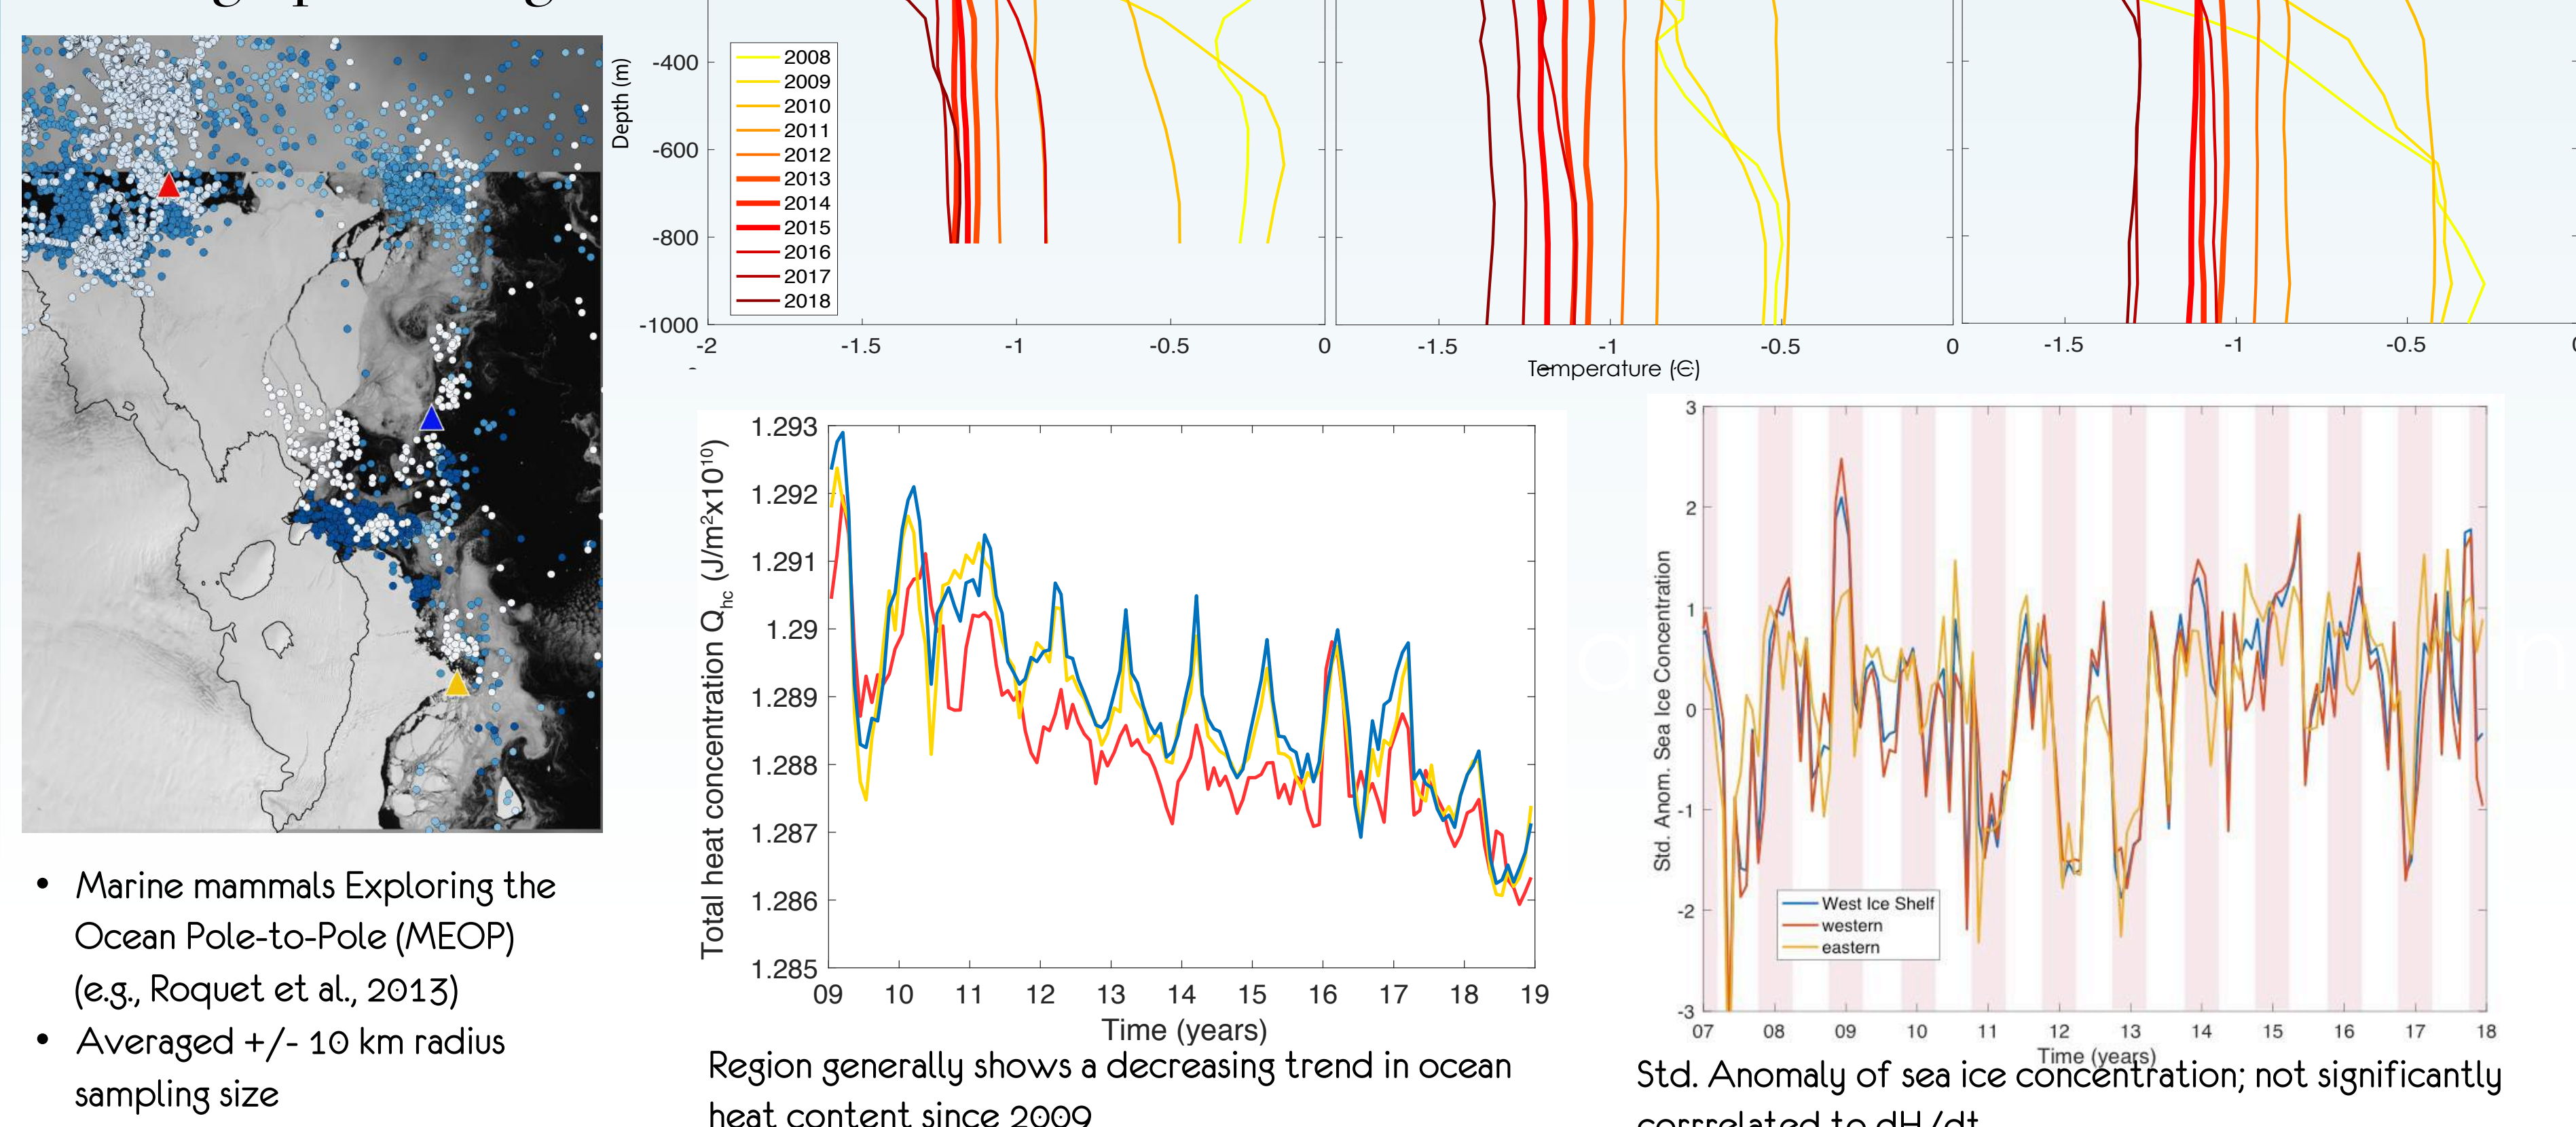 Depth (m)
-400
-600
-800
-1000
2008
2009
2010
2011
2012
2013
2014
2015
2016
2017
2018
-2
-1.5
-1
-0.5
0
-1.5
-1
-0.5
0
-1.5
-1
-0.5
Temperature (C)
Total heat concentration Qhc (J/m²x10¹⁰)
1.293
1.292
1.291
1.29
1.289
1.288
1.287
1.286
1.285
09 10 11 12 13 14 15 16 17 18 19
Time (years)
Region generally shows a decreasing trend in ocean
heat content since 2009
Std. Anom. Sea Ice Concentration
3
2
1
0
-1
-2
-3
West Ice Shelf
western
eastern
07 08 09 10 11 12 13 14 15 16 17 18
Time (years)
Std. Anomaly of sea ice concentration; not significantly
corrrelated to dH/dt
• Marine mammals Exploring the
Ocean Pole-to-Pole (MEOP)
(e.g., Roquet et al., 2013)
• Averaged +/- 10 km radius
sampling size